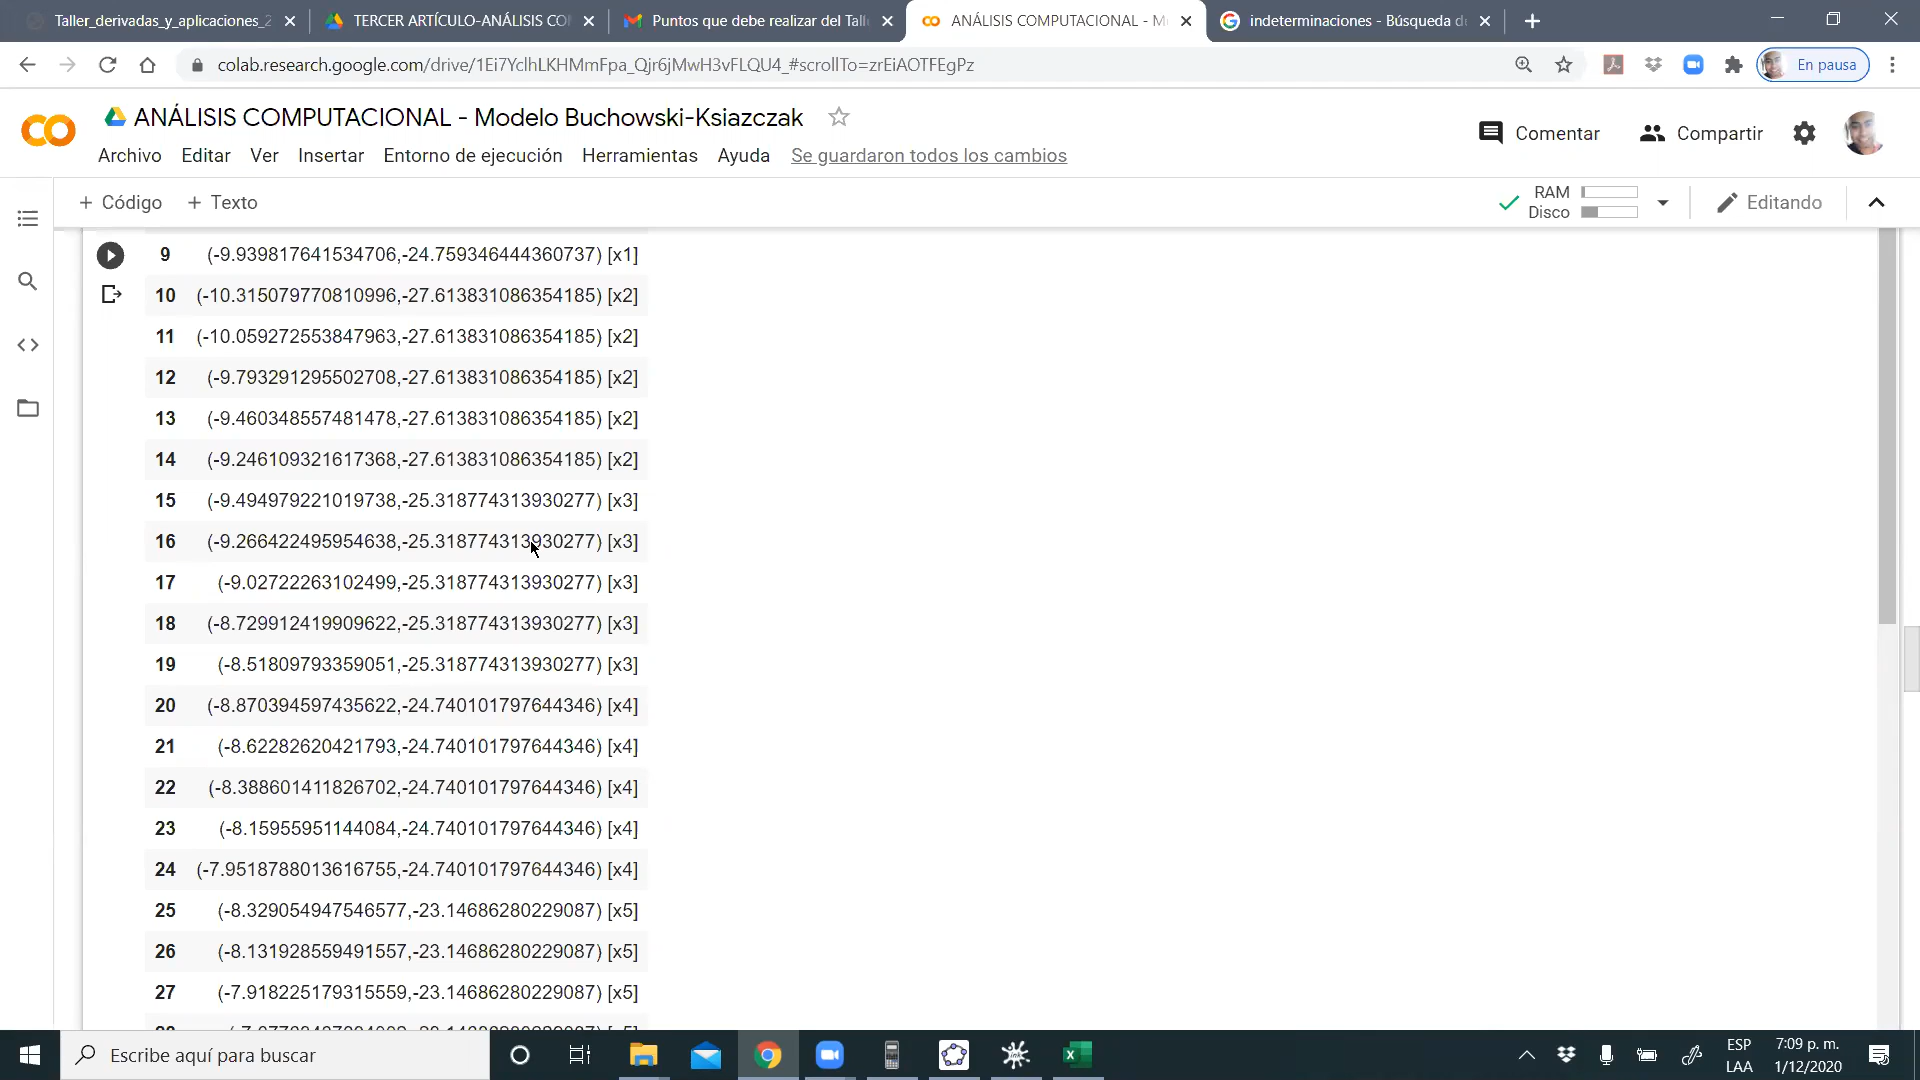 Taller_derivadas_y_aplicaciones_2
TERCER ARTÍCULO-ANÁLISIS CO
Puntos que debe realizar del Tall
ANÁLISIS COMPUTACIONAL - M
indeterminaciones - Búsqueda d
colab.research.google.com/drive/1Ei7YclhLKHMmFpa_Qjr6jMwH3vFLQU4_#scrollTo=zrEiAOTFEgPz
En pausa
ANÁLISIS COMPUTACIONAL - Modelo Buchowski-Ksiazczak
Comentar
Compartir
Archivo Editar Ver Insertar Entorno de ejecución Herramientas Ayuda Se guardaron todos los cambios
+ Código + Texto
RAM
Disco
Editando
9 (-9.939817641534706,-24.759346444360737) [x1]
10 (-10.315079770810996,-27.613831086354185) [x2]
11 (-10.059272553847963,-27.613831086354185) [x2]
12 (-9.793291295502708,-27.613831086354185) [x2]
13 (-9.460348557481478,-27.613831086354185) [x2]
14 (-9.246109321617368,-27.613831086354185) [x2]
15 (-9.494979221019738,-25.318774313930277) [x3]
16 (-9.266422495954638,-25.318774313930277) [x3]
17 (-9.02722263102499,-25.318774313930277) [x3]
18 (-8.729912419909622,-25.318774313930277) [x3]
19 (-8.51809793359051,-25.318774313930277) [x3]
20 (-8.870394597435622,-24.740101797644346) [x4]
21 (-8.62282620421793,-24.740101797644346) [x4]
22 (-8.388601411826702,-24.740101797644346) [x4]
23 (-8.15955951144084,-24.740101797644346) [x4]
24 (-7.9518788013616755,-24.740101797644346) [x4]
25 (-8.329054947546577,-23.14686280229087) [x5]
26 (-8.131928559491557,-23.14686280229087) [x5]
27 (-7.918225179315559,-23.14686280229087) [x5]
Escribe aquí para buscar
ESP
LAA
7:09 p. m.
1/12/2020